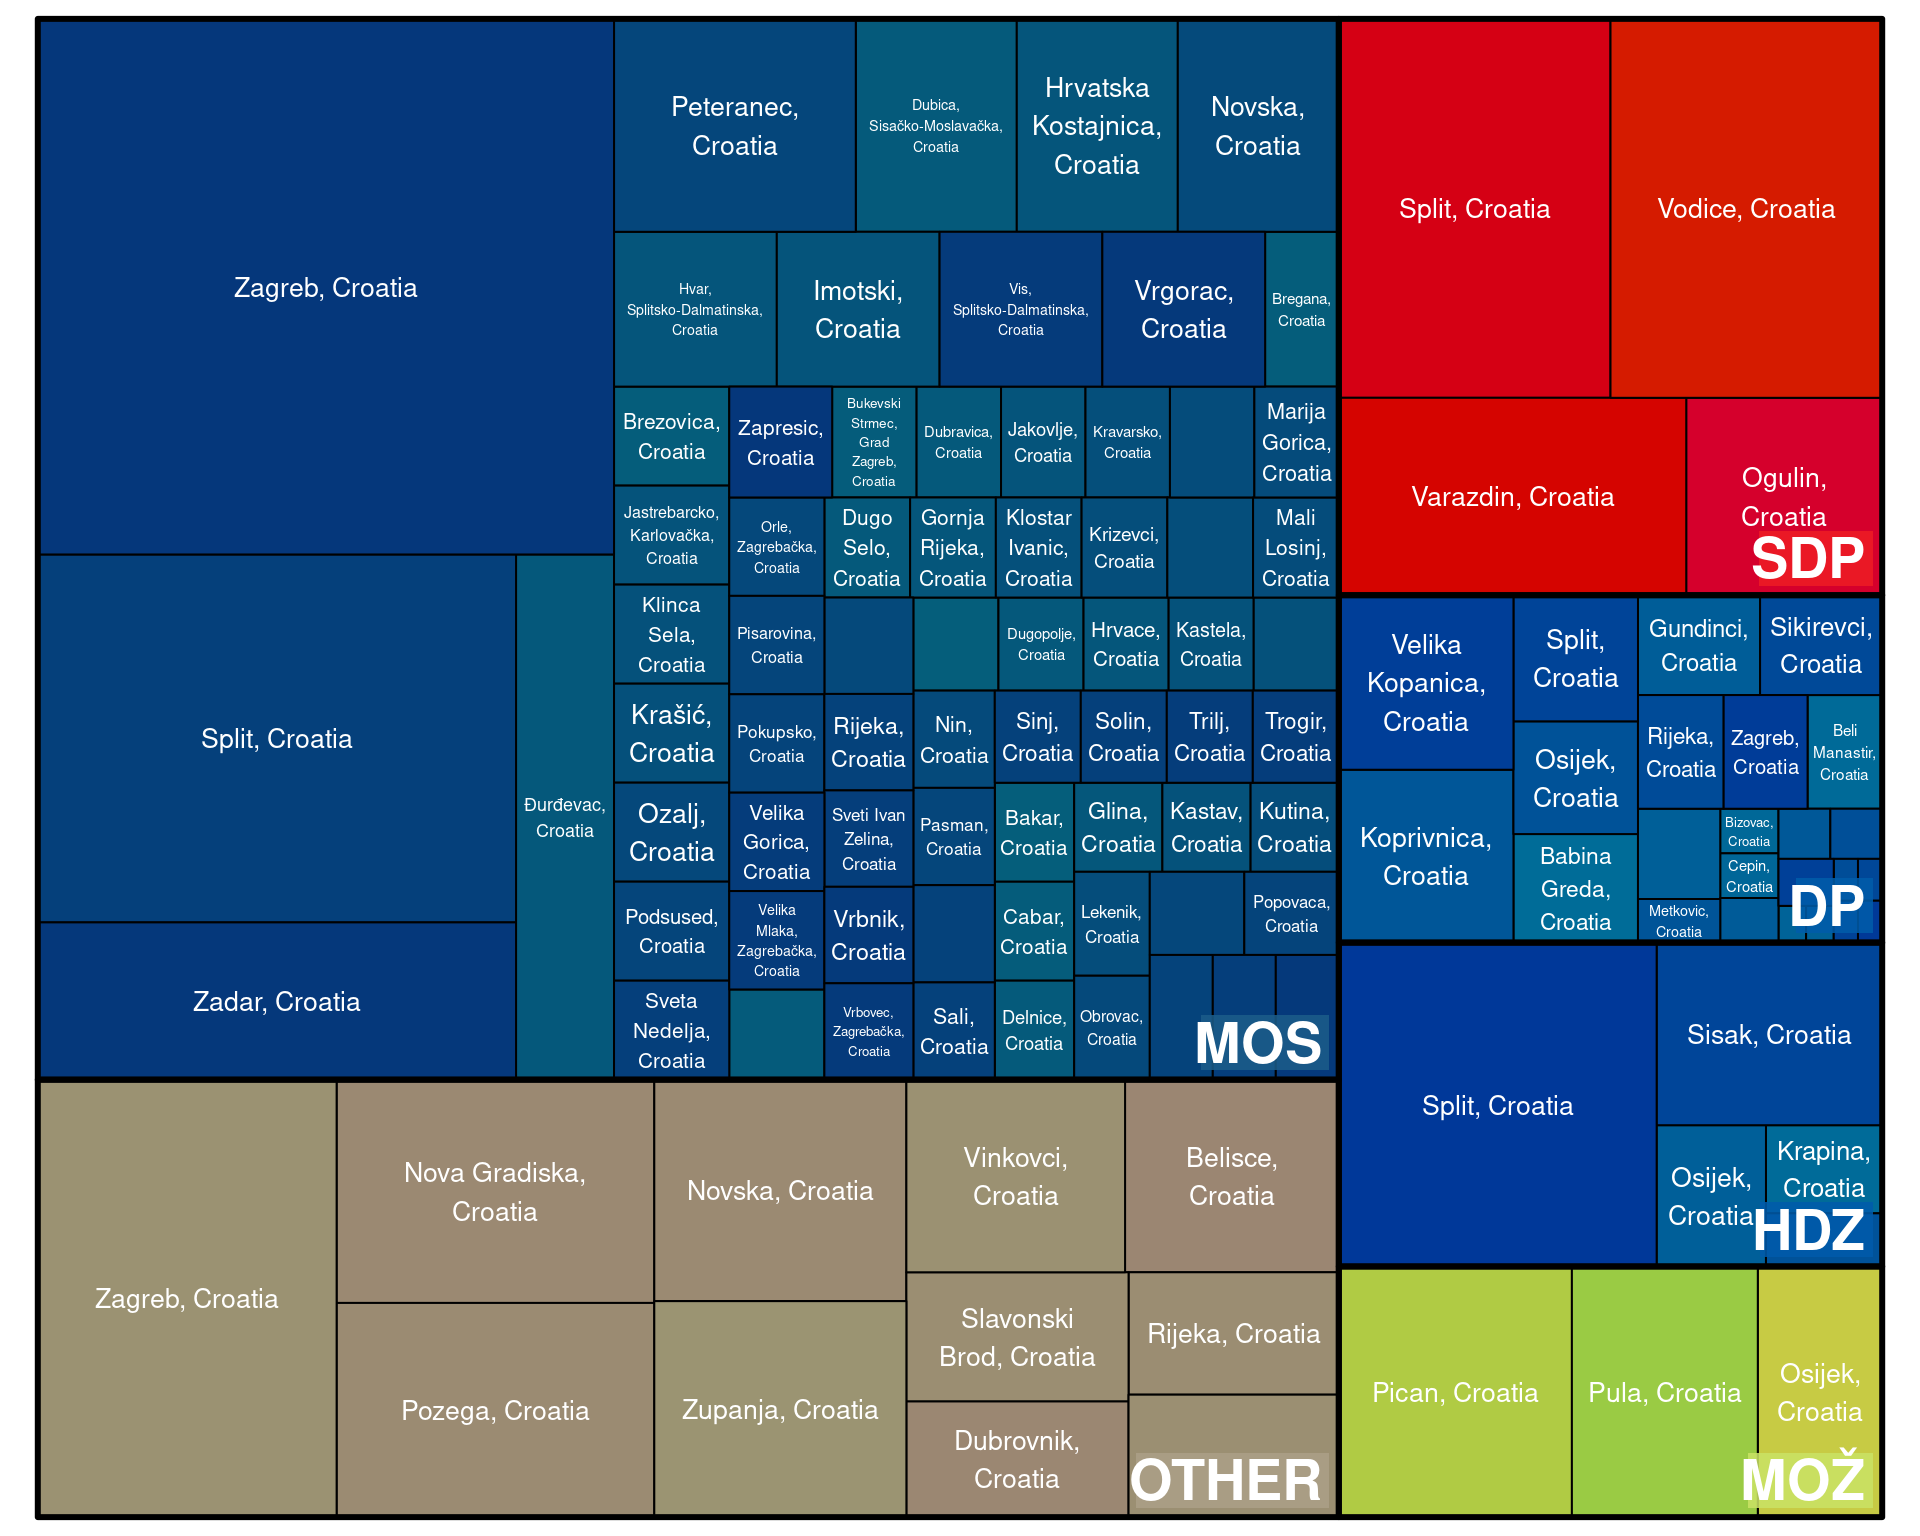 Zagreb, Croatia
Split, Croatia
Zadar, Croatia
Đurđevac,
Croatia
Peteranec,
Croatia
Dubica,
Sisačko-Moslavačka,
Croatia
Hrvatska
Kostajnica,
Croatia
Novska,
Croatia
Hvar,
Splitsko-Dalmatinska,
Croatia
Imotski,
Croatia
Vis,
Splitsko-Dalmatinska,
Croatia
Vrgorac,
Croatia
Bregana,
Croatia
Brezovica,
Croatia
Jastrebarcko,
Karlovačka,
Croatia
Klinca
Sela,
Croatia
Krašić,
Croatia
Ozalj,
Croatia
Podsused,
Croatia
Sveta
Nedelja,
Croatia
Zapresic,
Croatia
Bukevski
Strmec,
Grad
Zagreb,
Croatia
Dubravica,
Croatia
Jakovlje,
Croatia
Kravarsko,
Croatia
Marija
Gorica,
Croatia
Orle,
Zagrebačka,
Croatia
Pisarovina,
Croatia
Pokupsko,
Croatia
Velika
Gorica,
Croatia
Velika
Mlaka,
Zagrebačka,
Croatia
Dugo
Selo,
Croatia
Gornja
Rijeka,
Croatia
Klostar
Ivanic,
Croatia
Krizevci,
Croatia
Mali
Losinj,
Croatia
Rijeka,
Croatia
Sveti Ivan
Zelina,
Croatia
Vrbnik,
Croatia
Vrbovec,
Zagrebačka,
Croatia
Dugopolje,
Croatia
Hrvace,
Croatia
Kastela,
Croatia
Nin,
Croatia
Pasman,
Croatia
Sali,
Croatia
Sinj,
Croatia
Solin,
Croatia
Trilj,
Croatia
Trogir,
Croatia
Bakar,
Croatia
Cabar,
Croatia
Delnice,
Croatia
Glina,
Croatia
Kastav,
Croatia
Kutina,
Croatia
Lekenik,
Croatia
Obrovac,
Croatia
Popovaca,
Croatia
MOS
Zagreb, Croatia
Nova Gradiska,
Croatia
Pozega, Croatia
Novska, Croatia
Zupanja, Croatia
Vinkovci,
Croatia
Belisce,
Croatia
Slavonski
Brod, Croatia
Rijeka, Croatia
Dubrovnik,
Croatia
OTHER
Split, Croatia
Vodice, Croatia
Varazdin, Croatia
Ogulin,
Croatia
SDP
Velika
Kopanica,
Croatia
Koprivnica,
Croatia
Split,
Croatia
Osijek,
Croatia
Babina
Greda,
Croatia
Gundinci,
Croatia
Sikirevci,
Croatia
Rijeka,
Croatia
Zagreb,
Croatia
Beli
Manastir,
Croatia
Bizovac,
Croatia
Cepin,
Croatia
Metkovic,
Croatia
DP
Split, Croatia
Sisak, Croatia
Osijek,
Croatia
Krapina,
Croatia
HDZ
Pican, Croatia
Pula, Croatia
Osijek,
Croatia
MOŽ